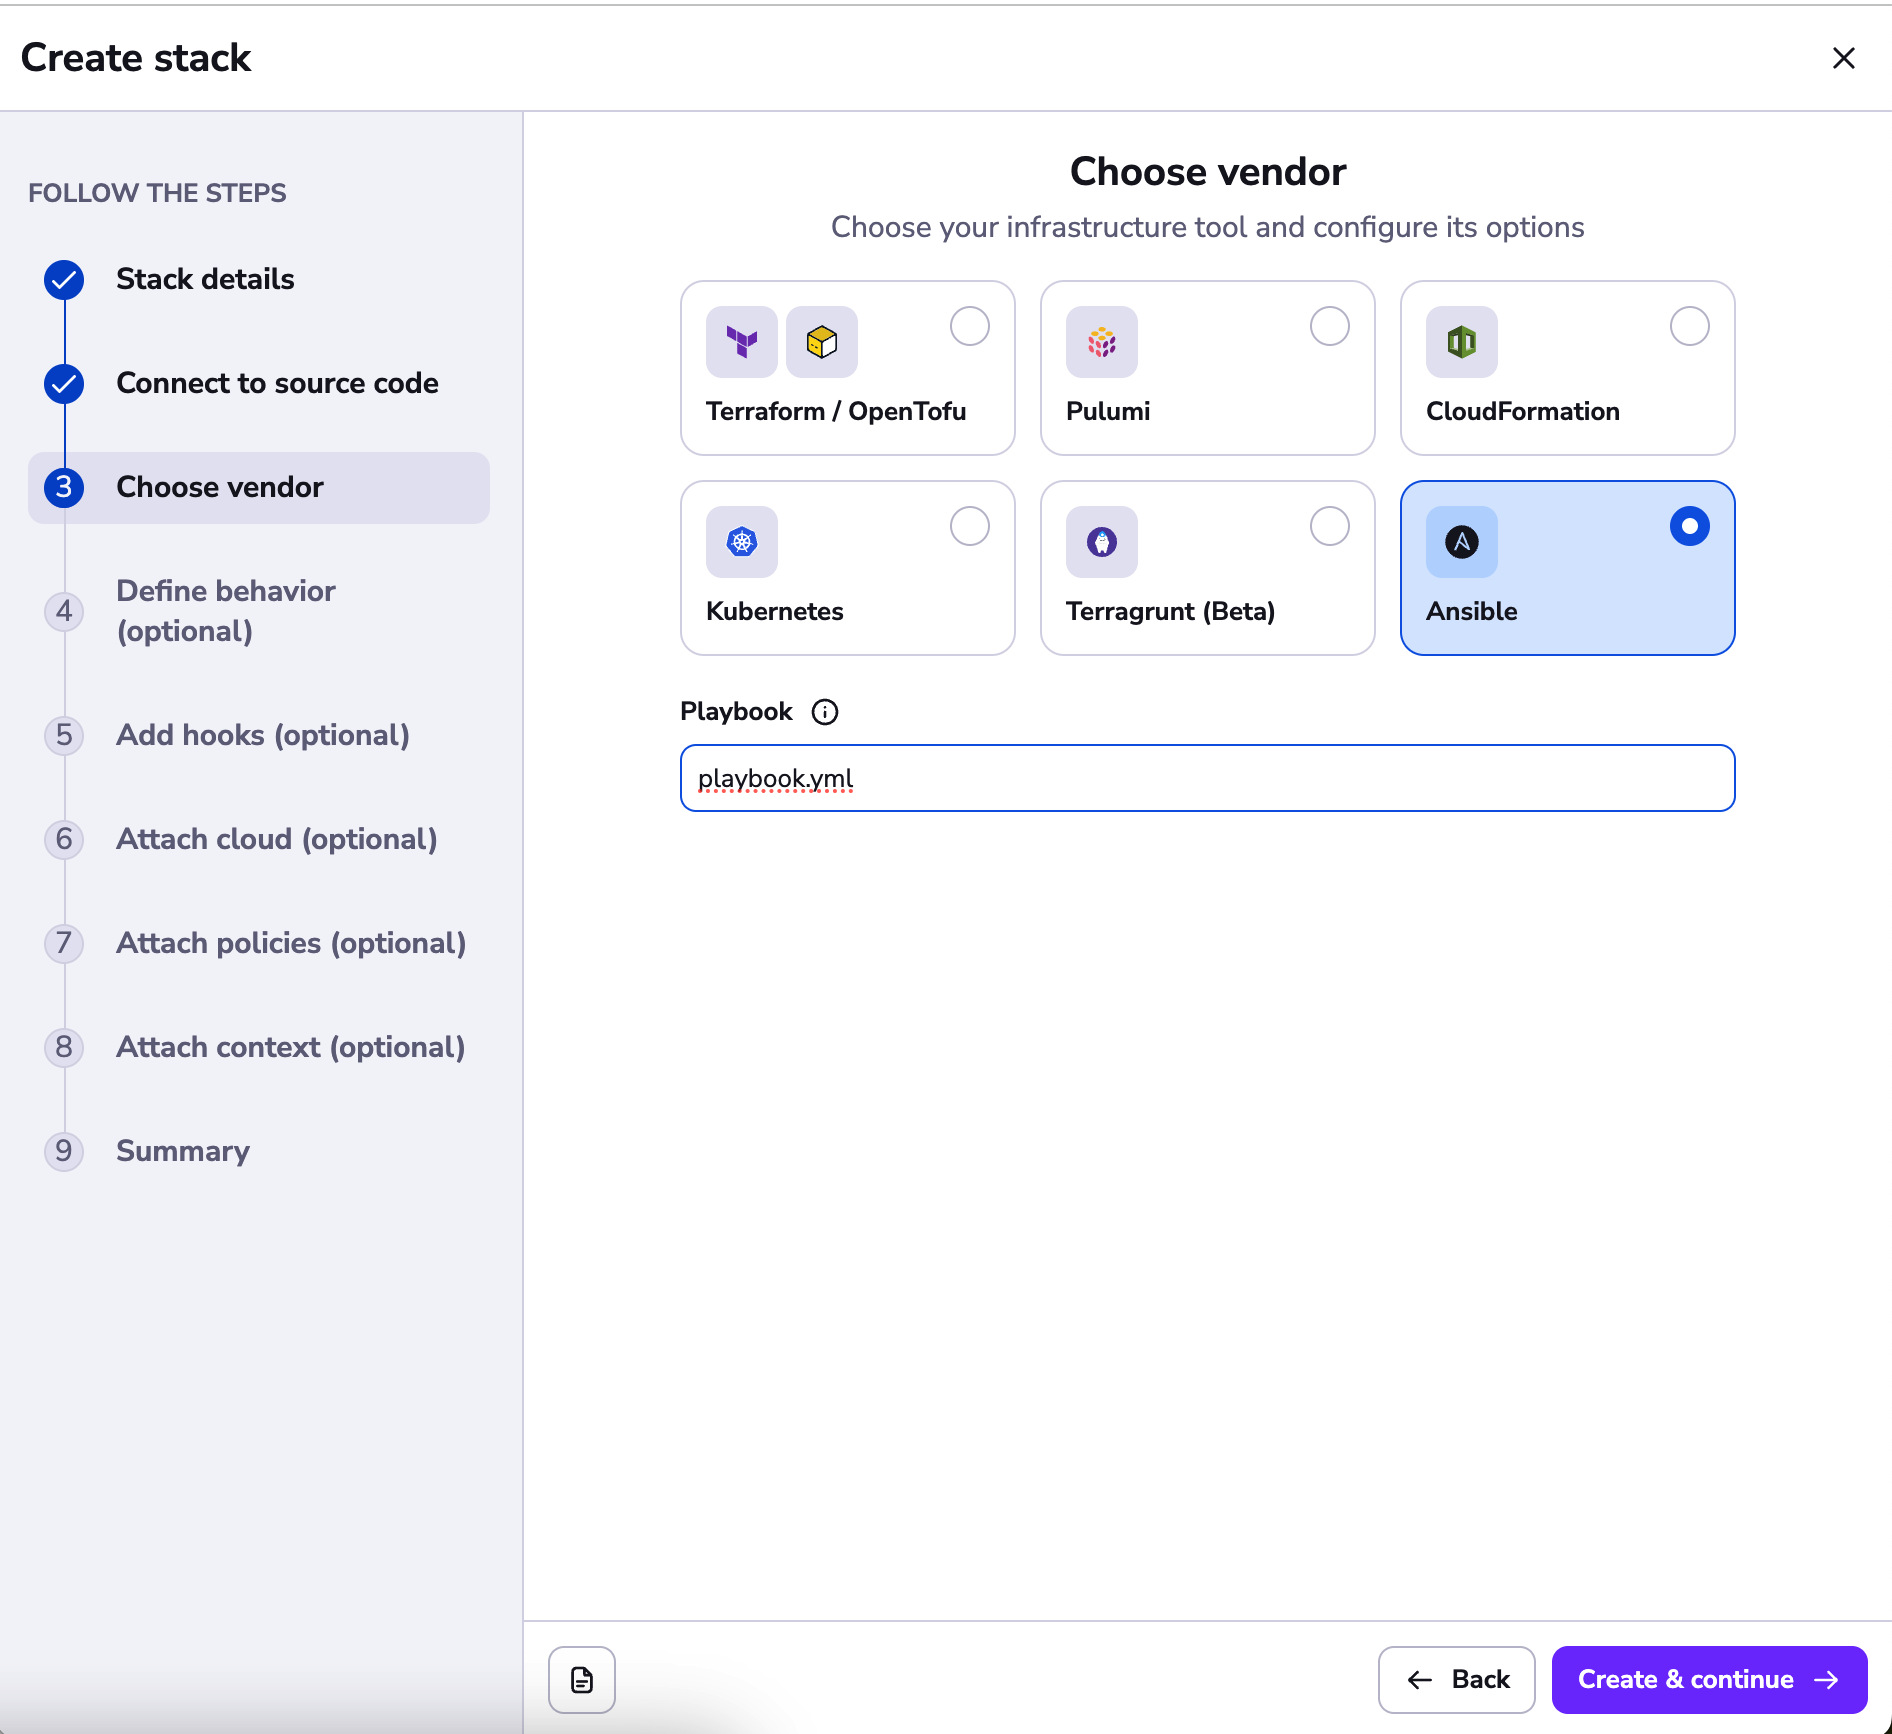 Create stack
FOLLOW THE STEPS
Stack details
Connect to source code
3 Choose vendor
4 Define behavior
(optional)
5 Add hooks (optional)
6 Attach cloud (optional)
7 Attach policies (optional)
8 Attach context (optional)
9 Summary
Choose vendor
Choose your infrastructure tool and configure its options
Terraform / OpenTofu
Pulumi
CloudFormation
Kubernetes
Terragrunt (Beta)
Ansible
Playbook
playbook.yml
Back
Create & continue